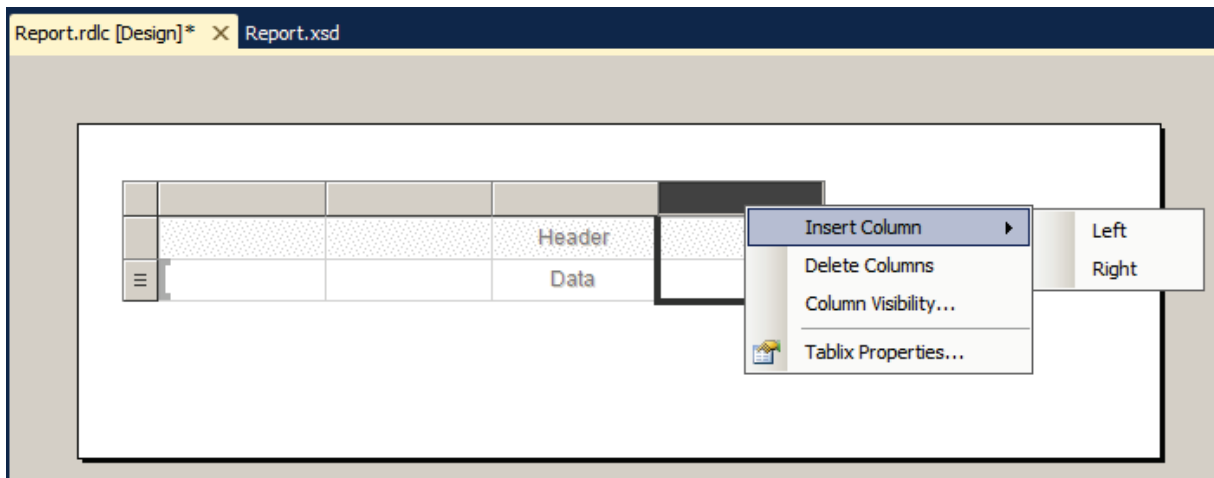 Report.rdlc [Design]* ✕ Report.xsd
Header
Data
Insert Column
Delete Columns
Column Visibility...
Tablix Properties...
Left
Right